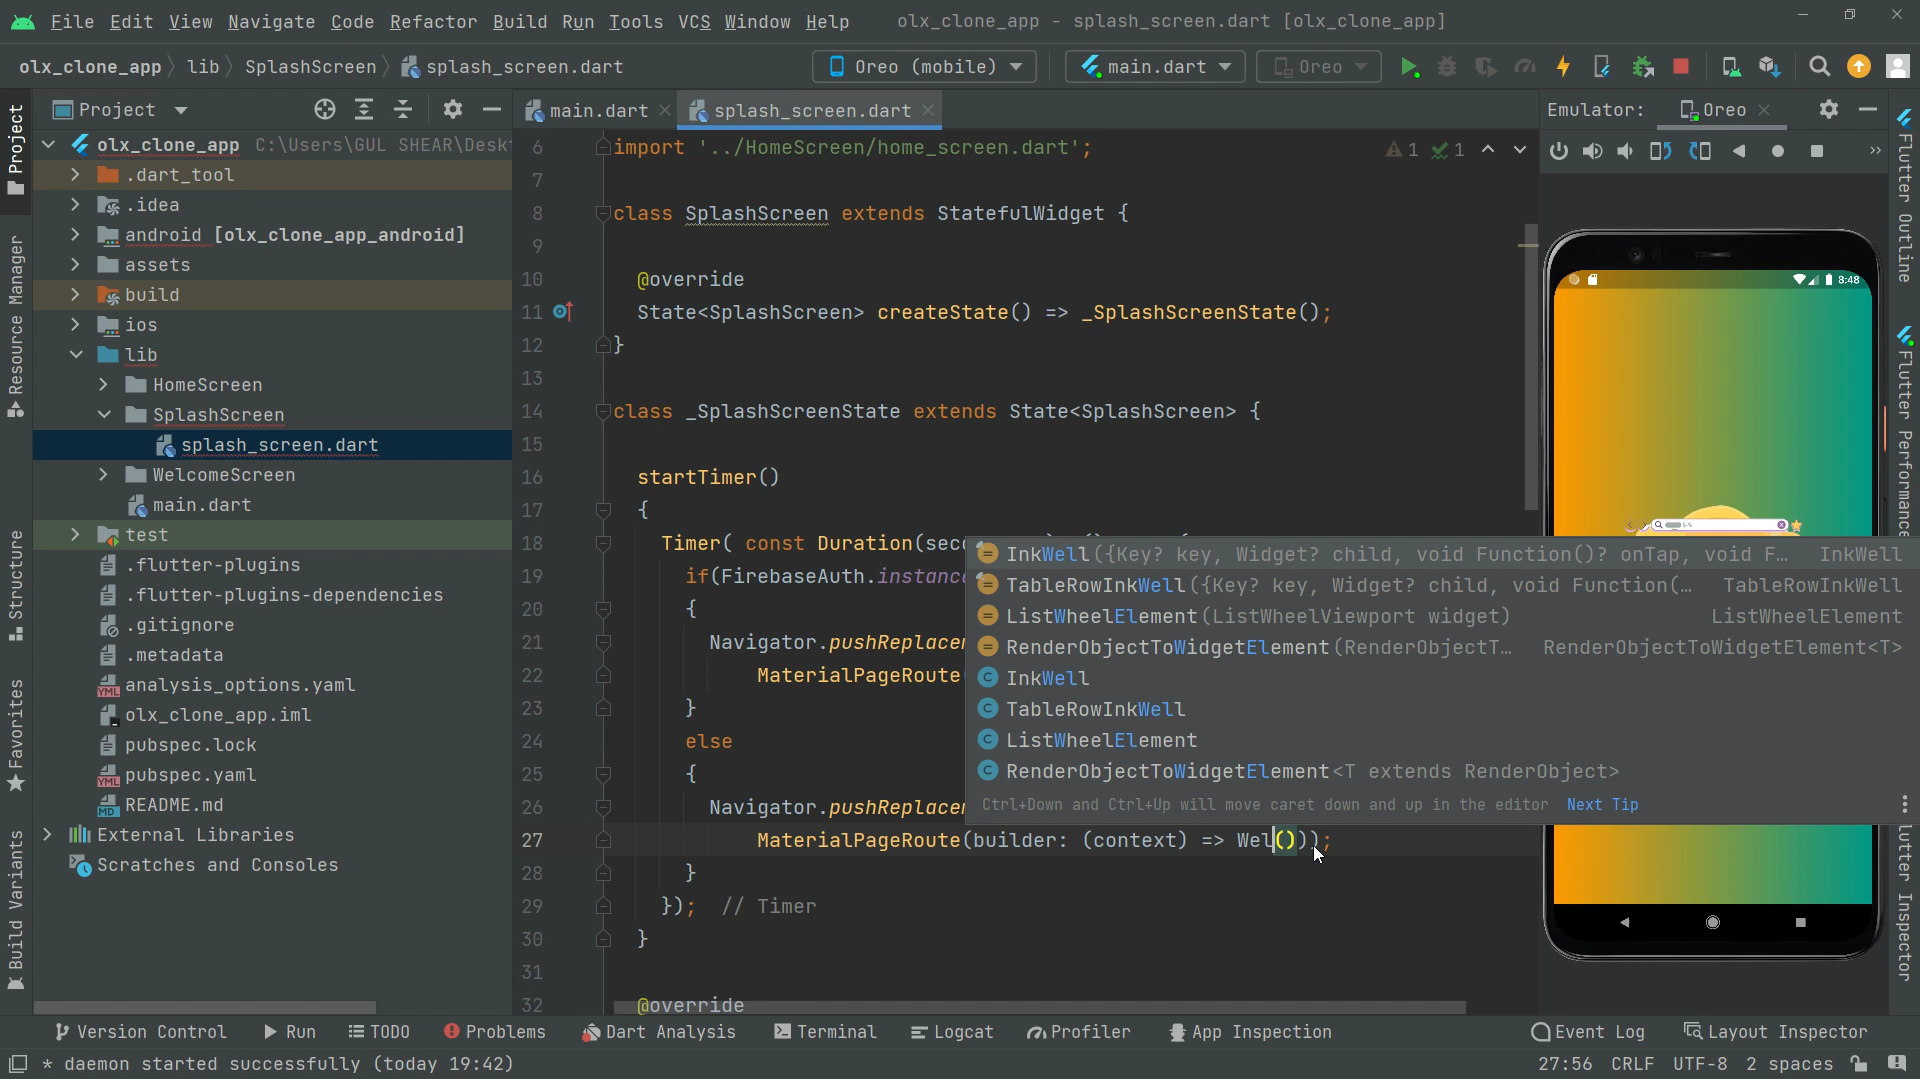 File Edit View Navigate Code Refactor Build Run Tools VCS Window Help olx_clone_app - splash_screen.dart [olx_clone_app]
olx_clone_app lib SplashScreen splash_screen.dart Oreo (mobile) main.dart Oreo
Project main.dart splash_screen.dart Emulator: Oreo
olx_clone_app C:\Users\GUL SHEAR\Deskt
.dart_tool
.idea
android [olx_clone_app_android]
assets
build
ios
lib
HomeScreen
SplashScreen
splash_screen.dart
WelcomeScreen
main.dart
test
.flutter-plugins
.flutter-plugins-dependencies
.gitignore
.metadata
analysis_options.yaml
olx_clone_app.iml
pubspec.lock
pubspec.yaml
README.md
External Libraries
Scratches and Consoles
Project
Resource Manager
Structure
Favorites
Build Variants
6 import '../HomeScreen/home_screen.dart'; 1 1
7
8 class SplashScreen extends StatefulWidget {
9
10 @override
11 State<SplashScreen> createState() => _SplashScreenState();
12 }
13
14 class _SplashScreenState extends State<SplashScreen> {
15
16 startTimer()
17 {
18 Timer( const Duration(sec
19 if(FirebaseAuth.instanc
20 {
21 Navigator.pushReplace
22 MaterialPageRoute
23 }
24 else
25 {
26 Navigator.pushReplace
27 MaterialPageRoute(builder: (context) => Wel()));
28 }
29 }); // Timer
30 }
31
32 @override
InkWell({Key? key, Widget? child, void Function()? onTap, void F… InkWell
TableRowInkWell({Key? key, Widget? child, void Function(… TableRowInkWell
ListWheelElement(ListWheelViewport widget) ListWheelElement
RenderObjectToWidgetElement(RenderObjectT… RenderObjectToWidgetElement<T>
InkWell
TableRowInkWell
ListWheelElement
RenderObjectToWidgetElement<T extends RenderObject>
Ctrl+Down and Ctrl+Up will move caret down and up in the editor Next Tip
8:48
Flutter Outline
Flutter Performance
lutter Inspector
Version Control Run TODO Problems Dart Analysis Terminal Logcat Profiler App Inspection Event Log Layout Inspector
* daemon started successfully (today 19:42) 27:56 CRLF UTF-8 2 spaces